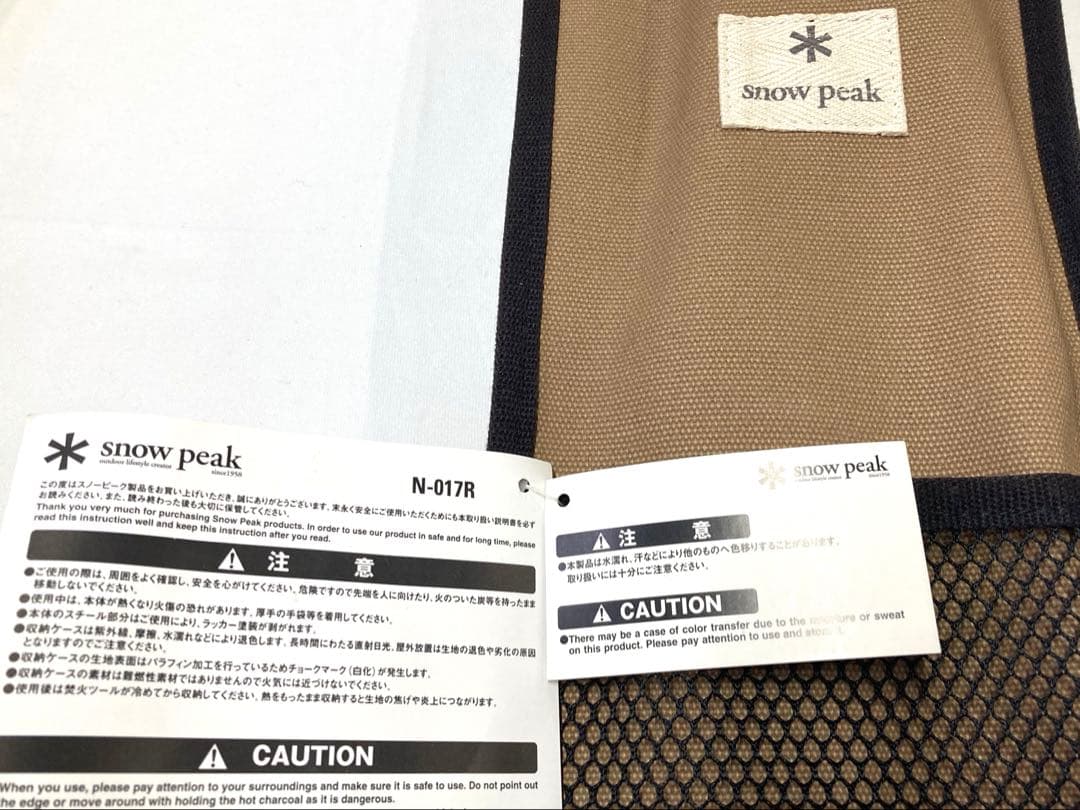 snow peak
snow peak
outdoor lifestyle creator
since1958
N-017R
この度はスノーピーク製品をお買い上げいただき、誠にありがとうございます。末永く安全にご使用いただくためにも本取り扱い説明書を必ず
お読みください。また、読み終わった後も大切に保管してください。
Thank you very much for purchasing Snow Peak products. In order to use our product in safe and for long time, please
read this instruction well and keep this instruction after you read.
注 意
●ご使用の際は、周囲をよく確認し、安全を心がけてください。危険ですので先端を人に向けたり、火のついた炭等を持ったまま
移動しないでください。
●使用中は、本体が熱くなり火傷の恐れがあります。厚手の手袋等を着用してください。
●本体のスチール部分はご使用により、ラッカー塗装が剥がれます。
●収納ケースは紫外線、摩擦、水濡れなどにより退色します。長時間にわたる直射日光、屋外放置は生地の退色や劣化の原因
となりますのでご注意ください。
●収納ケースの生地表面はパラフィン加工を行っているためチョークマーク(白化)が発生します。
●収納ケースの素材は難燃性素材ではありませんので火気には近づけないでください。
●使用後は焚火ツールが冷めてから収納してください。熱をもったまま収納すると生地の焦げや炎上につながります。
CAUTION
When you use, please pay attention to your surroundings and make sure it is safe to use. Do not point out
the edge or move around with holding the hot charcoal as it is dangerous.
snow peak
outdoor lifestyle creator
since1958
注 意
●本製品は水濡れ、汗などにより他のものへ色移りすることがあります。
取り扱いには十分にご注意ください。
CAUTION
●There may be a case of color transfer due to the moisture or sweat
on this product. Please pay attention to use and